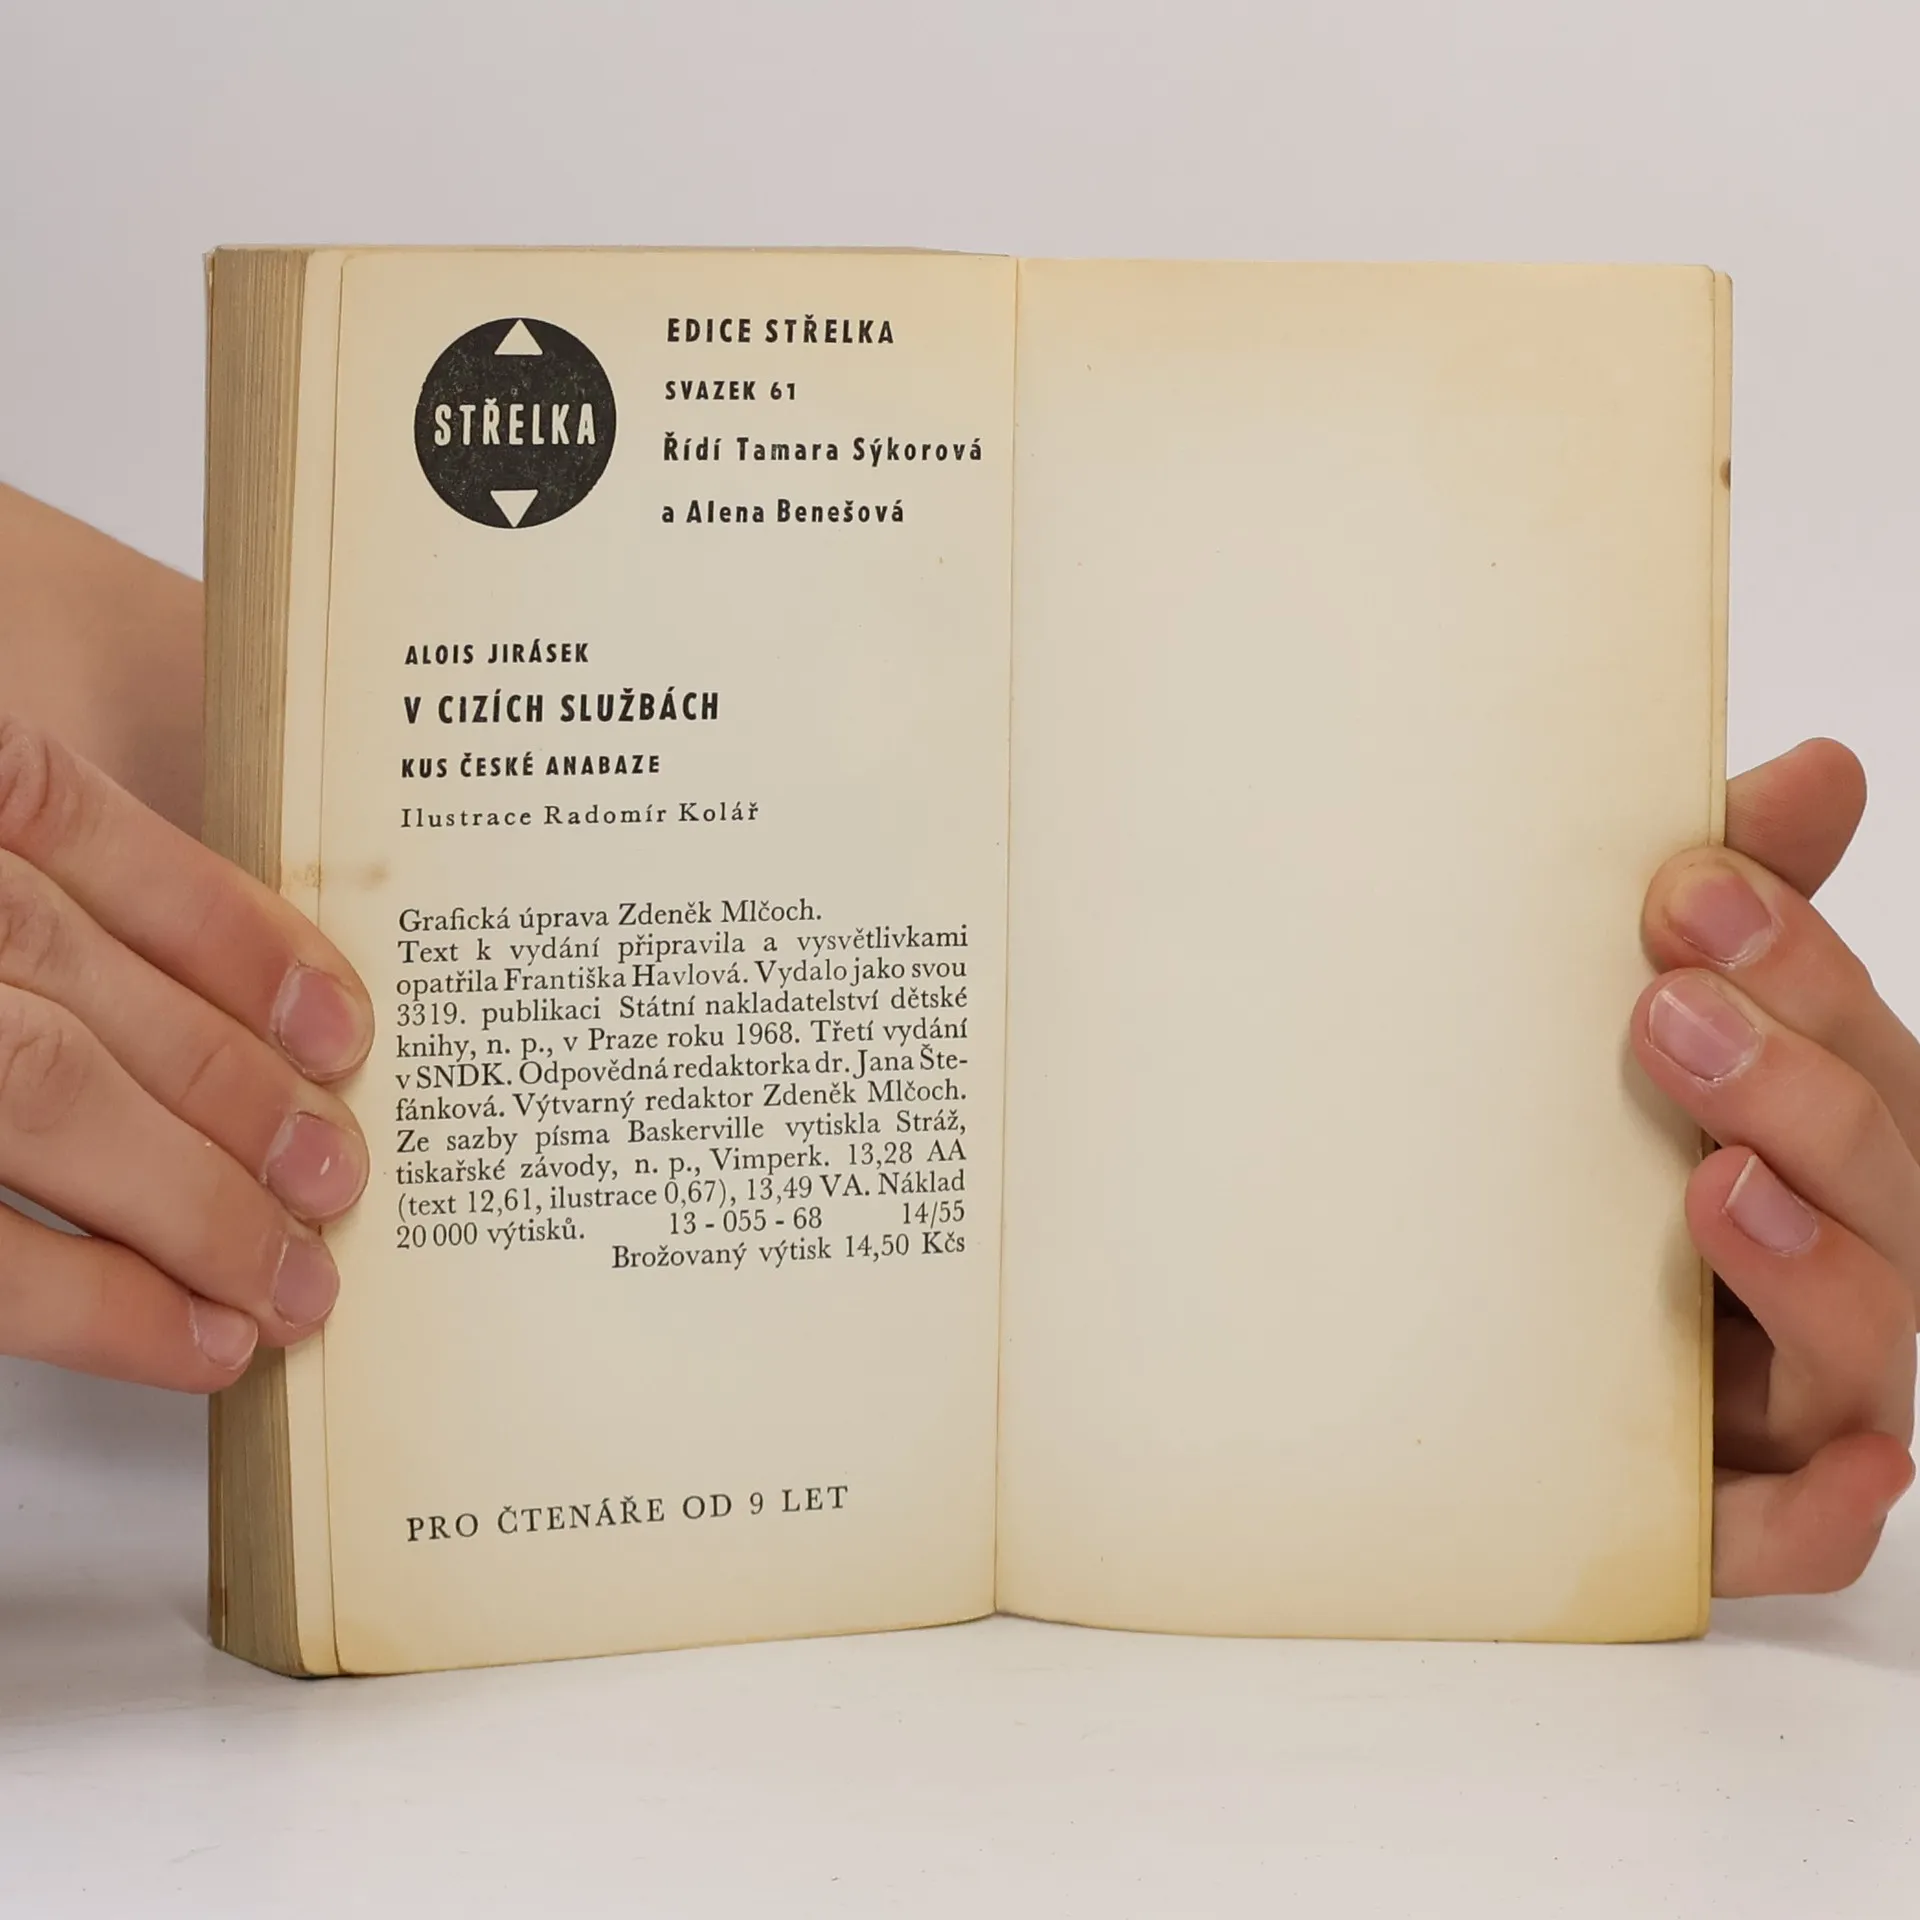 STŘELKA
EDICE STŘELKA
SVAZEK 61
Řídí Tamara Sýkorová
a Alena Benešová
ALOIS JIRÁSEK
V CIZÍCH SLUŽBÁCH
KUS ČESKÉ ANABAZE
Ilustrace Radomír Kolář
Grafická úprava Zdeněk Mlčoch.
Text k vydání připravila a vysvětlivkami
opatřila Františka Havlová. Vydalo jako svou
3319. publikaci Státní nakladatelství dětské
knihy, n. p., v Praze roku 1968. Třetí vydání
v SNDK. Odpovědná redaktorka dr. Jana Šte-
fánková. Výtvarný redaktor Zdeněk Mlčoch.
Ze sazby písma Baskerville vytiskla Stráž,
tiskařské závody, n. p., Vimperk. 13,28 AA
(text 12,61, ilustrace 0,67), 13,49 VA. Náklad
20 000 výtisků. 13 - 055 - 68 14/55
Brožovaný výtisk 14,50 Kčs
PRO ČTENÁŘE OD 9 LET